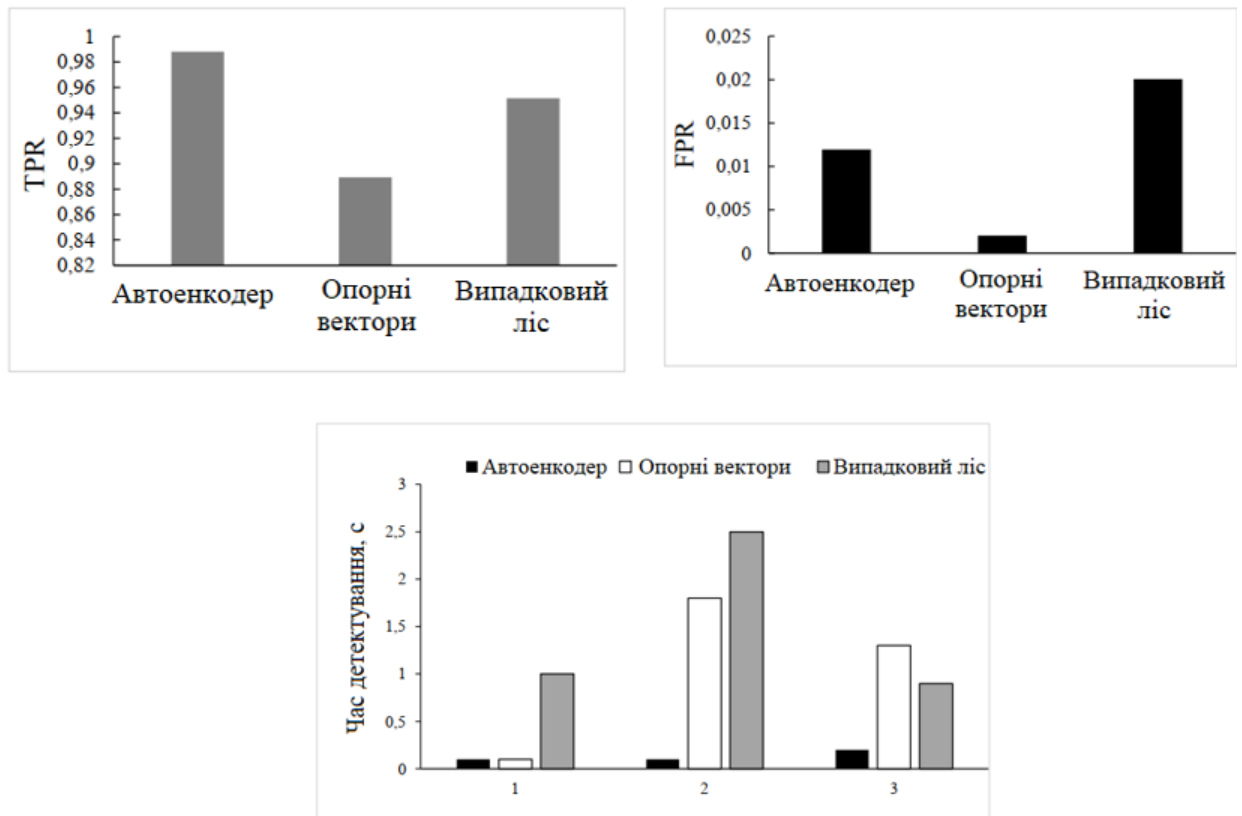 1
0,98
0,96
0,94
0,92
0,9
0,88
0,86
0,84
0,82
TPR
Автоенкодер
Опорні
вектори
Випадковий
ліс
0,025
0,02
0,015
0,01
0,005
0
FPR
Автоенкодер
Опорні
вектори
Випадковий
ліс
Автоенкодер Опорні вектори Випадковий ліс
3
2,5
2
1,5
1
0,5
0
Час детектування, с
1 2 3